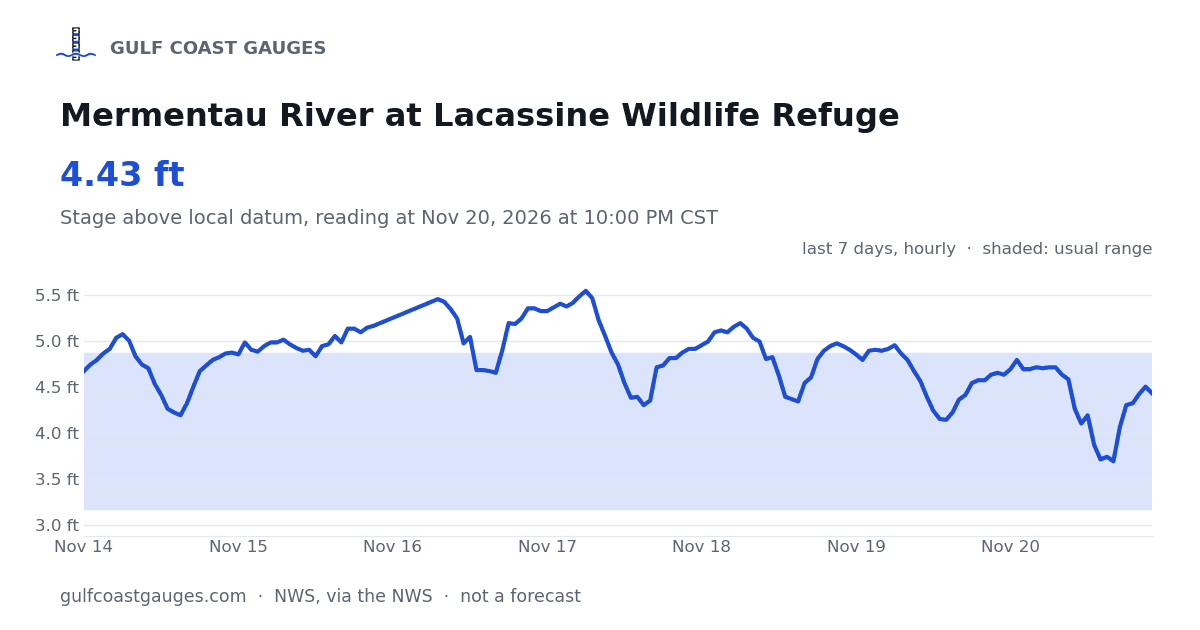 GULF COAST GAUGES
Mermentau River at Lacassine Wildlife Refuge
4.43 ft
Stage above local datum, reading at Nov 20, 2026 at 10:00 PM CST
last 7 days, hourly · shaded: usual range
5.5 ft
5.0 ft
4.5 ft
4.0 ft
3.5 ft
3.0 ft
Nov 14 Nov 15 Nov 16 Nov 17 Nov 18 Nov 19 Nov 20
gulfcoastgauges.com · NWS, via the NWS · not a forecast